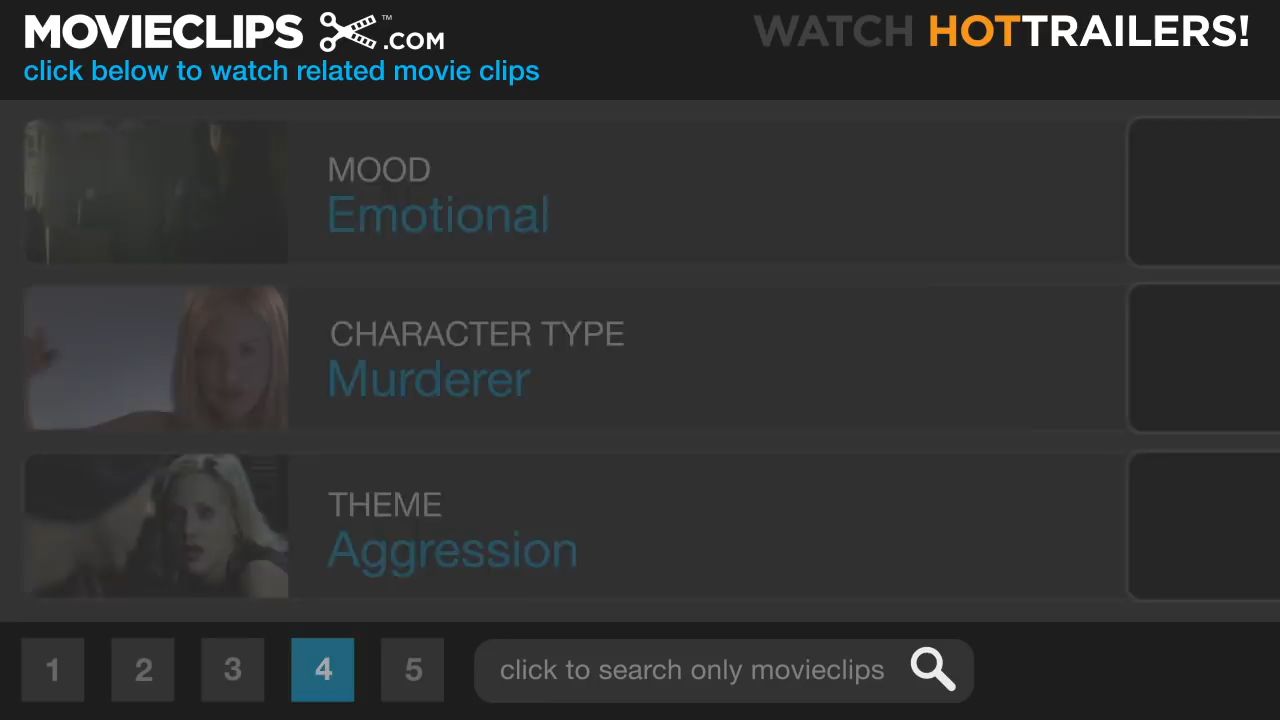 MOVIECLIPS ™ .COM
WATCH HOTTRAILERS!
click below to watch related movie clips
MOOD
Emotional
CHARACTER TYPE
Murderer
THEME
Aggression
1 2 3 4 5
click to search only movieclips